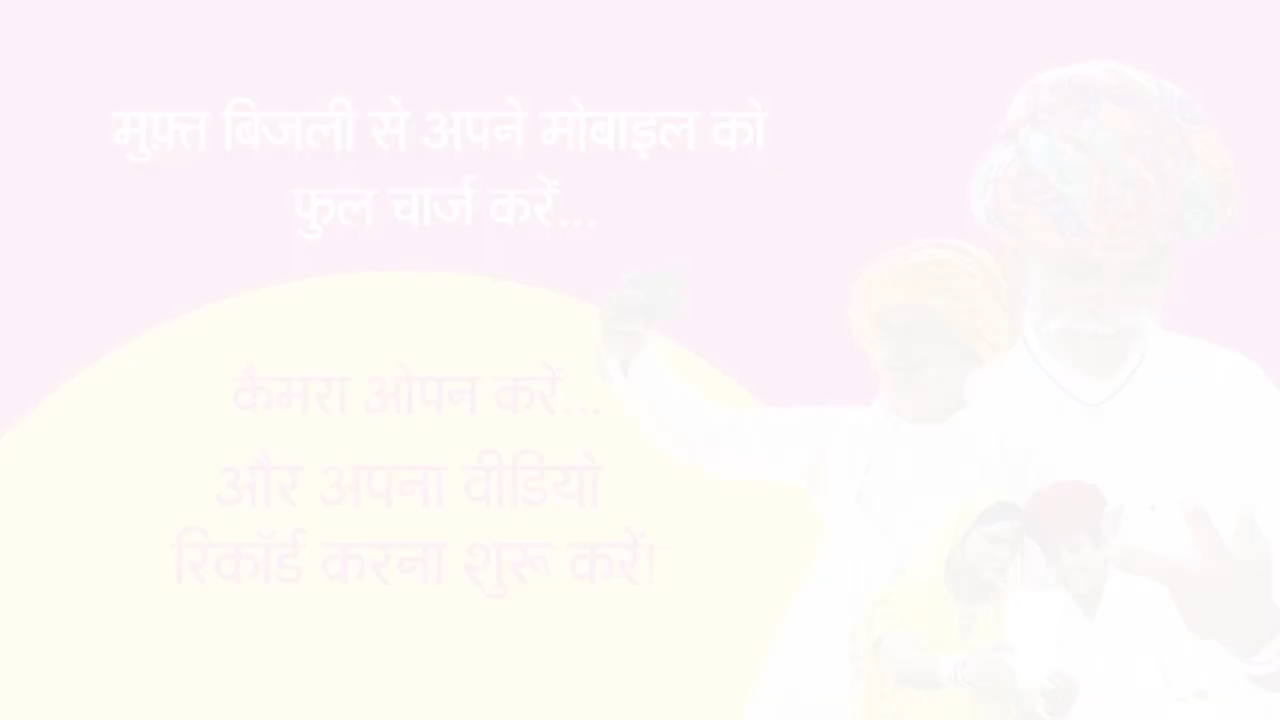 मुफ़्त बिजली से अपने मोबाइल को
फुल चार्ज करें...
कैमरा ओपन करें...
और अपना वीडियो
रिकॉर्ड करना शुरू करें!